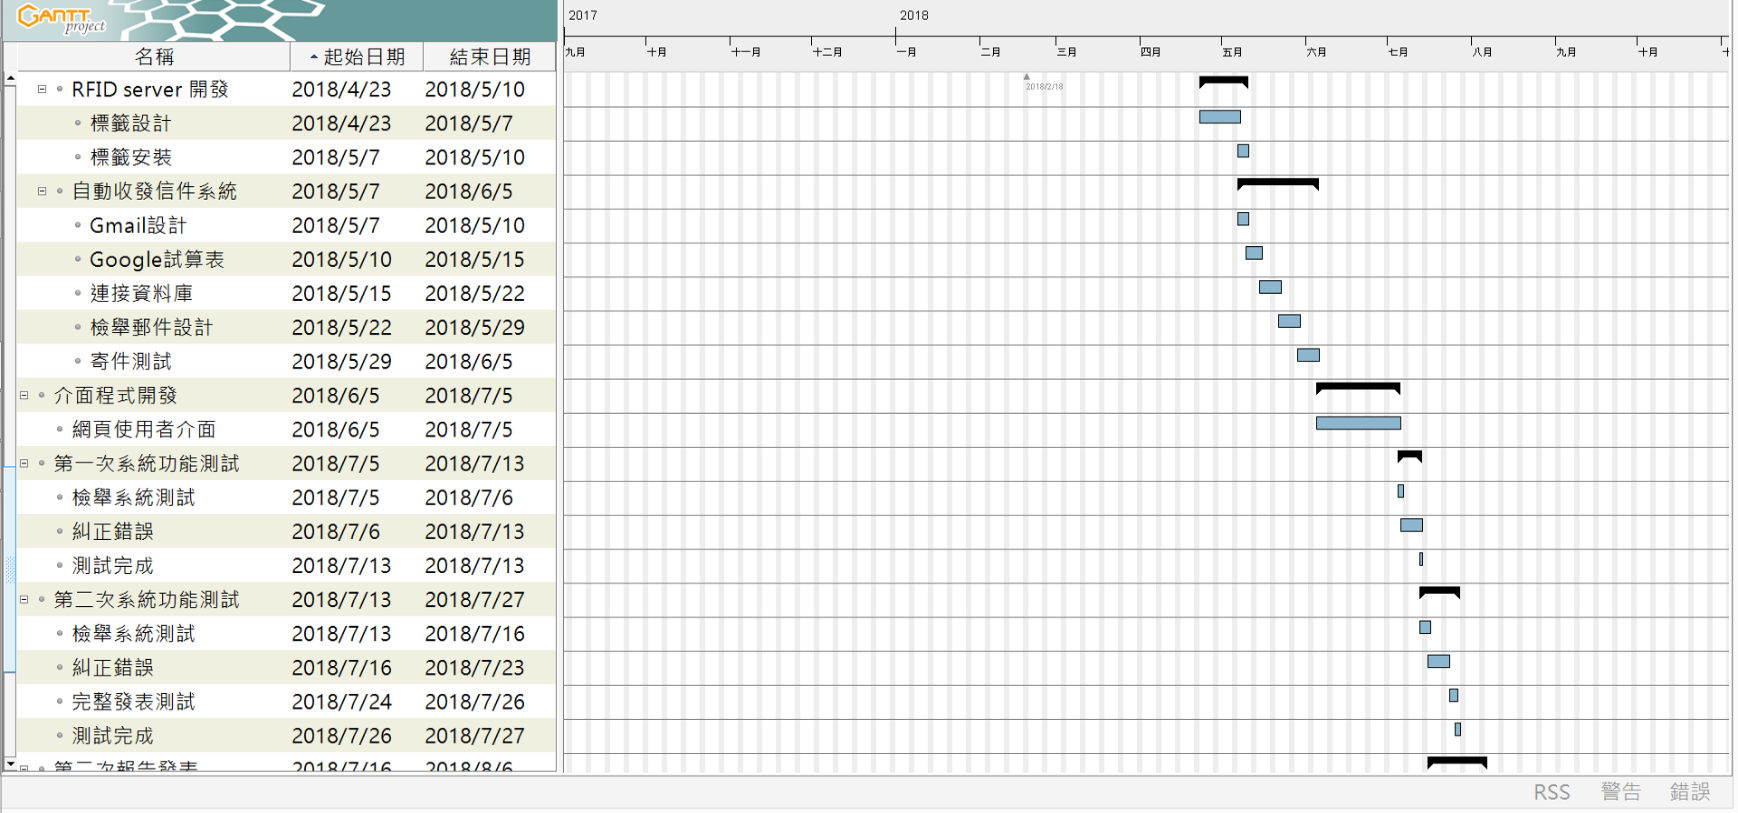 GANTT project
2017 2018
九月 十月 十一月 十二月 一月 二月 三月 四月 五月 六月 七月 八月 九月 十月
名稱 起始日期 結束日期
2018/2/18
RFID server 開發 2018/4/23 2018/5/10
標籤設計 2018/4/23 2018/5/7
標籤安裝 2018/5/7 2018/5/10
自動收發信件系統 2018/5/7 2018/6/5
Gmail設計 2018/5/7 2018/5/10
Google試算表 2018/5/10 2018/5/15
連接資料庫 2018/5/15 2018/5/22
檢舉郵件設計 2018/5/22 2018/5/29
寄件測試 2018/5/29 2018/6/5
介面程式開發 2018/6/5 2018/7/5
網頁使用者介面 2018/6/5 2018/7/5
第一次系統功能測試 2018/7/5 2018/7/13
檢舉系統測試 2018/7/5 2018/7/6
糾正錯誤 2018/7/6 2018/7/13
測試完成 2018/7/13 2018/7/13
第二次系統功能測試 2018/7/13 2018/7/27
檢舉系統測試 2018/7/13 2018/7/16
糾正錯誤 2018/7/16 2018/7/23
完整發表測試 2018/7/24 2018/7/26
測試完成 2018/7/26 2018/7/27
2018/7/16 2018/8/6
RSS 警告 錯誤